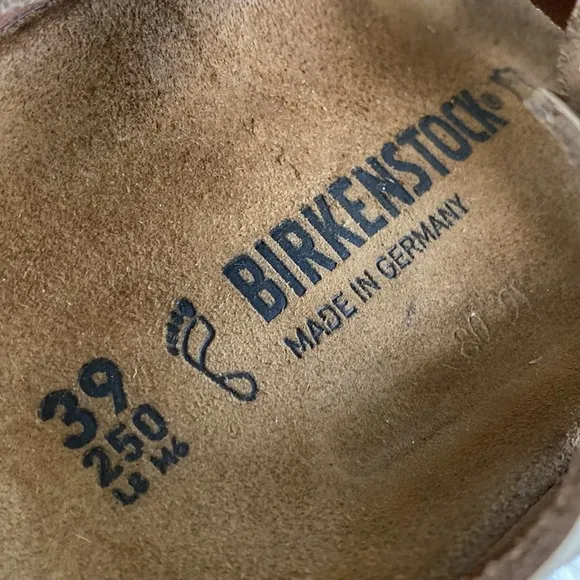 BIRKENSTOCK®
MADE IN GERMANY
39
250
L8 M6